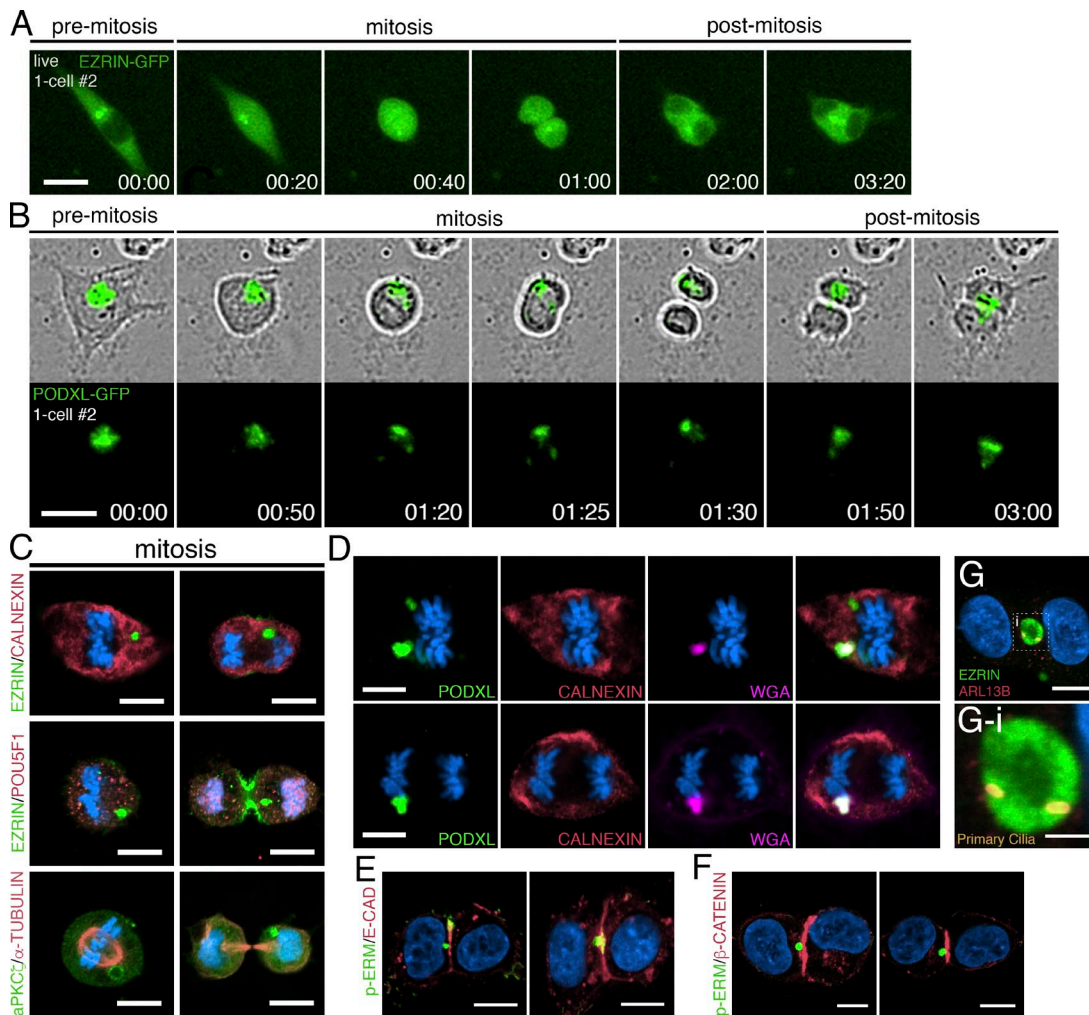 A
pre-mitosis
mitosis
post-mitosis
live
EZRIN-GFP
1-cell #2
00:00
00:20
00:40
01:00
02:00
03:20
B
pre-mitosis
mitosis
post-mitosis
PODXL-GFP
1-cell #2
00:00
00:50
01:20
01:25
01:30
01:50
03:00
C
mitosis
EZRIN/CALNEXIN
EZRIN/POU5F1
aPKCζ/α-TUBULIN
D
PODXL
CALNEXIN
WGA
PODXL
CALNEXIN
WGA
E
p-ERM/E-CAD
F
p-ERM/β-CATENIN
G
i
EZRIN
ARL13B
G-i
Primary Cilia